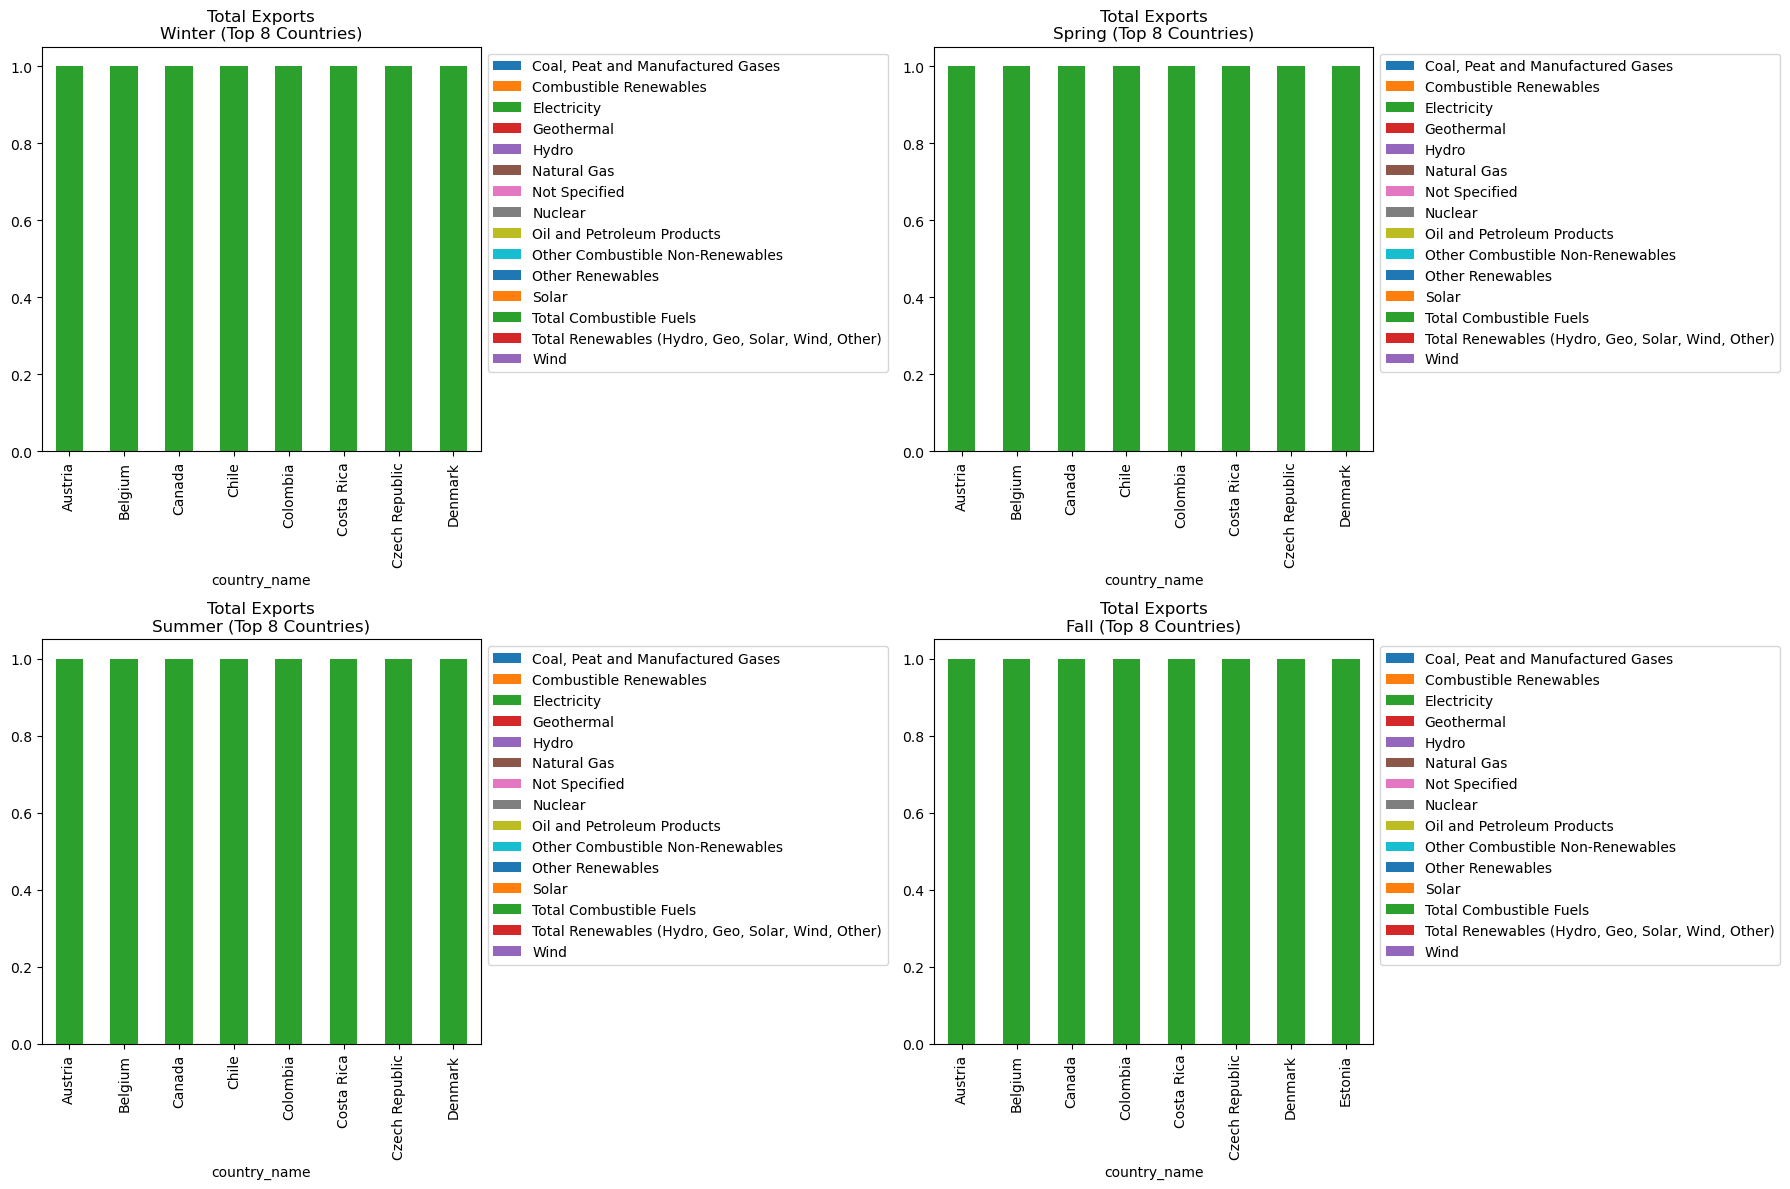 Total Exports
Winter (Top 8 Countries)
1.0
0.8
0.6
0.4
0.2
0.0
Austria
Belgium
Canada
Chile
Colombia
Costa Rica
Czech Republic
Denmark
country_name
Coal, Peat and Manufactured Gases
Combustible Renewables
Electricity
Geothermal
Hydro
Natural Gas
Not Specified
Nuclear
Oil and Petroleum Products
Other Combustible Non-Renewables
Other Renewables
Solar
Total Combustible Fuels
Total Renewables (Hydro, Geo, Solar, Wind, Other)
Wind
Total Exports
Spring (Top 8 Countries)
1.0
0.8
0.6
0.4
0.2
0.0
Austria
Belgium
Canada
Chile
Colombia
Costa Rica
Czech Republic
Denmark
country_name
Coal, Peat and Manufactured Gases
Combustible Renewables
Electricity
Geothermal
Hydro
Natural Gas
Not Specified
Nuclear
Oil and Petroleum Products
Other Combustible Non-Renewables
Other Renewables
Solar
Total Combustible Fuels
Total Renewables (Hydro, Geo, Solar, Wind, Other)
Wind
Total Exports
Summer (Top 8 Countries)
1.0
0.8
0.6
0.4
0.2
0.0
Austria
Belgium
Canada
Chile
Colombia
Costa Rica
Czech Republic
Denmark
country_name
Coal, Peat and Manufactured Gases
Combustible Renewables
Electricity
Geothermal
Hydro
Natural Gas
Not Specified
Nuclear
Oil and Petroleum Products
Other Combustible Non-Renewables
Other Renewables
Solar
Total Combustible Fuels
Total Renewables (Hydro, Geo, Solar, Wind, Other)
Wind
Total Exports
Fall (Top 8 Countries)
1.0
0.8
0.6
0.4
0.2
0.0
Austria
Belgium
Canada
Colombia
Costa Rica
Czech Republic
Denmark
Estonia
country_name
Coal, Peat and Manufactured Gases
Combustible Renewables
Electricity
Geothermal
Hydro
Natural Gas
Not Specified
Nuclear
Oil and Petroleum Products
Other Combustible Non-Renewables
Other Renewables
Solar
Total Combustible Fuels
Total Renewables (Hydro, Geo, Solar, Wind, Other)
Wind